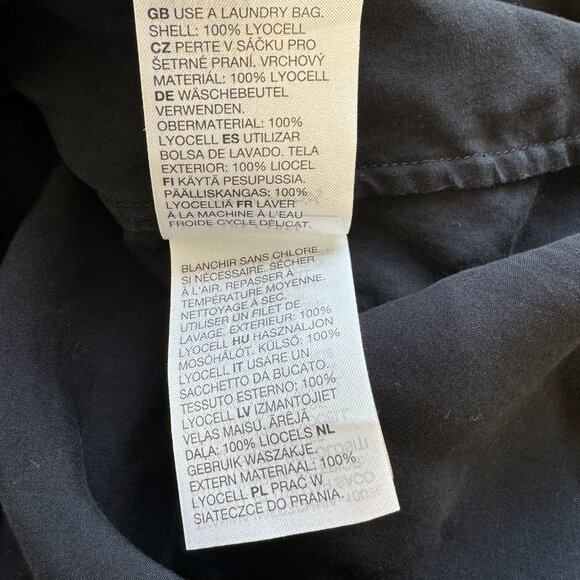 GB USE A LAUNDRY BAG.
SHELL: 100% LYOCELL
CZ PERTE V SÁČKU PRO
ŠETRNÉ PRANÍ, VRCHOVÝ
MATERIÁL: 100% LYOCELL
DE WÄSCHEBEUTEL
VERWENDEN.
OBERMATERIAL: 100%
LYOCELL ES UTILIZAR
BOLSA DE LAVADO. TELA
EXTERIOR: 100% LIOCEL
FI KÄYTÄ PESUPUSSIA.
PÄÄLLISKANGAS: 100%
LYOCELLIÄ FR LAVER
À LA MACHINE À L'EAU
FROIDE CYCLE DÉLICAT.
BLANCHIR SANS CHLORE,
SI NÉCESSAIRE. SÉCHER
À L'AIR. REPASSER À
TEMPÉRATURE MOYENNE.
NETTOYAGE À SEC.
UTILISER UN FILET DE
LAVAGE. EXTERIEUR: 100%
LYOCELL HU HASZNÁLJON
MOSÓHÁLÓT. KÜLSŐ: 100%
LYOCELL IT USARE UN
SACCHETTO DA BUCATO.
TESSUTO ESTERNO: 100%
LYOCELL LV IZMANTOJIET
VEĻAS MAISU. ĀRĒJĀ
DAĻA: 100% LIOCELS NL
GEBRUIK WASZAKJE.
EXTERN MATERIAAL: 100%
LYOCELL PL PRAĆ W
SIATECZCE DO PRANIA.